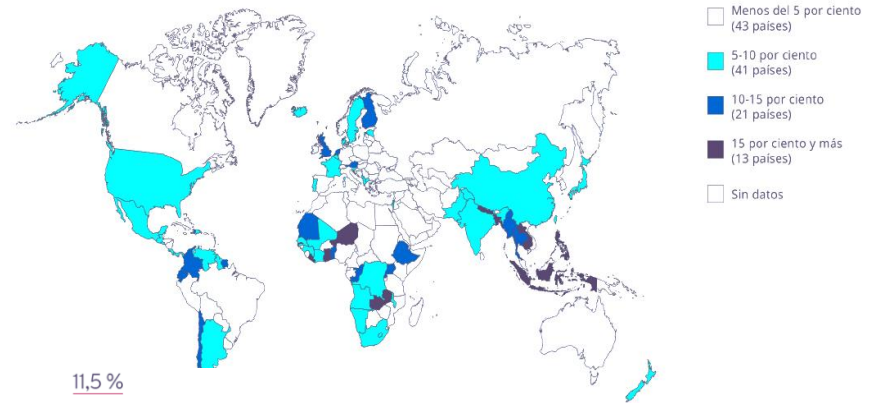 Menos del 5 por ciento
(43 países)
5-10 por ciento
(41 países)
10-15 por ciento
(21 países)
15 por ciento y más
(13 países)
Sin datos
11,5 %